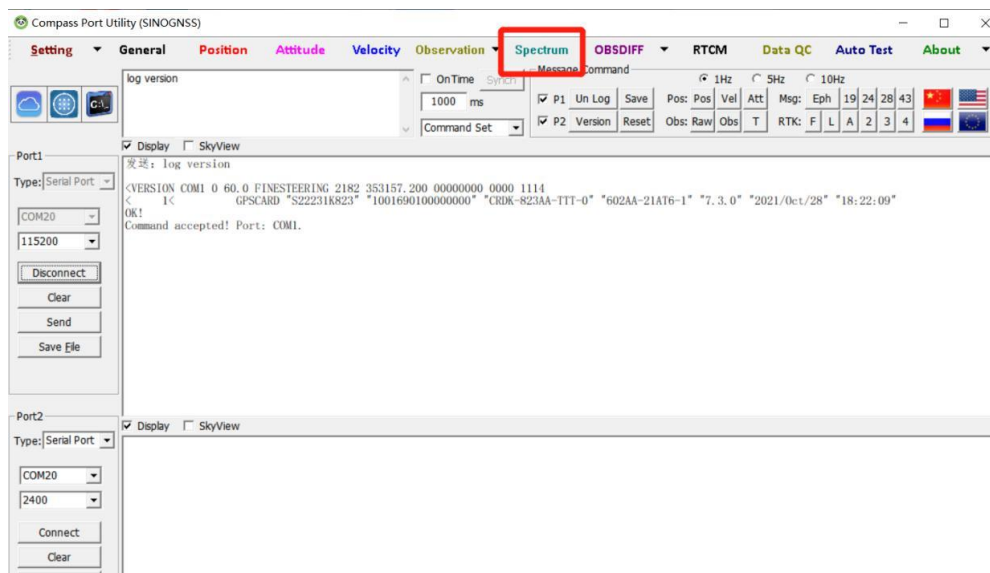 Compass Port Utility (SINOGNSS)
Setting General Position Attitude Velocity Observation Spectrum OBSDIFF RTCM Data QC Auto Test About
log version
OnTime Synch
1000 ms
Command Set
Message Command
1Hz 5Hz 10Hz
P1 Un Log Save Pos: Pos Vel Att Msg: Eph 19 24 28 43
P2 Version Reset Obs: Raw Obs T RTK: F L A 2 3 4
C:\_
Port1
Type: Serial Port
COM20
115200
Disconnect
Clear
Send
Save File
Display SkyView
发送: log version
<VERSION COM1 0 60.0 FINESTEERING 2182 353157.200 00000000 0000 1114
< 1< GPSCARD "S22231K823" "1001690100000000" "CRDK-823AA-TTT-0" "602AA-21AT6-1" "7.3.0" "2021/Oct/28" "18:22:09"
OK!
Command accepted! Port: COM1.
Port2
Type: Serial Port
COM20
2400
Connect
Clear
Display SkyView